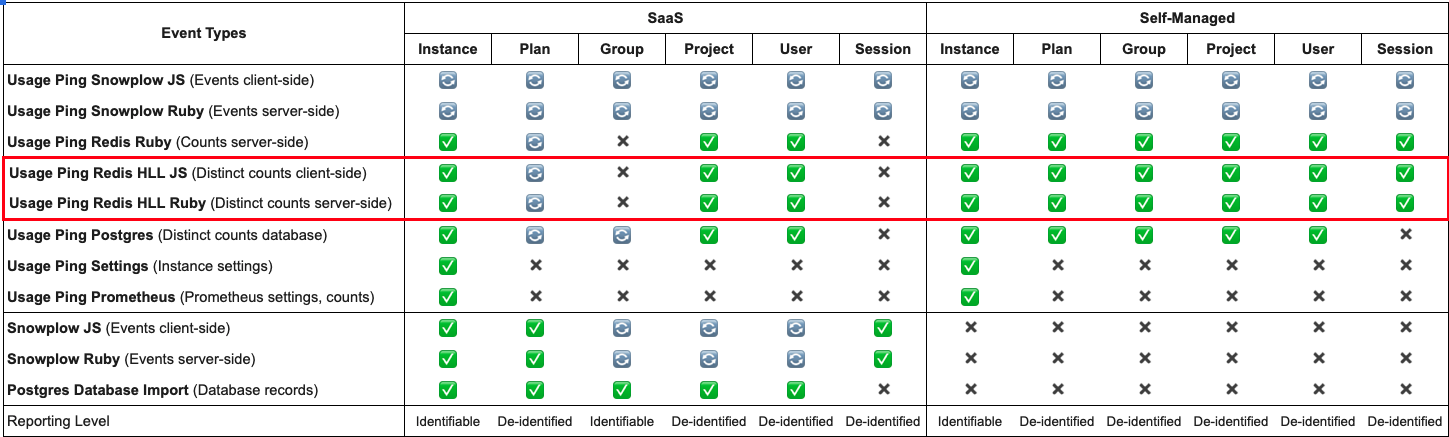 Event Types SaaS Self-Managed
Instance Plan Group Project User Session Instance Plan Group Project User Session
Usage Ping Snowplow JS (Events client-side) 🔄 🔄 🔄 🔄 🔄 🔄 🔄 🔄 🔄 🔄 🔄 🔄
Usage Ping Snowplow Ruby (Events server-side) 🔄 🔄 🔄 🔄 🔄 🔄 🔄 🔄 🔄 🔄 🔄 🔄
Usage Ping Redis Ruby (Counts server-side) ✅ 🔄 ✖ ✅ ✅ ✖ ✅ ✅ ✅ ✅ ✅ ✅
Usage Ping Redis HLL JS (Distinct counts client-side) ✅ 🔄 ✖ ✅ ✅ ✖ ✅ ✅ ✅ ✅ ✅ ✅
Usage Ping Redis HLL Ruby (Distinct counts server-side) ✅ 🔄 ✖ ✅ ✅ ✖ ✅ ✅ ✅ ✅ ✅ ✅
Usage Ping Postgres (Distinct counts database) ✅ 🔄 🔄 ✅ ✅ ✖ ✅ ✅ ✅ ✅ ✅ ✖
Usage Ping Settings (Instance settings) ✅ ✖ ✖ ✖ ✖ ✖ ✅ ✖ ✖ ✖ ✖ ✖
Usage Ping Prometheus (Prometheus settings, counts) ✅ ✖ ✖ ✖ ✖ ✖ ✅ ✖ ✖ ✖ ✖ ✖
Snowplow JS (Events client-side) ✅ ✅ 🔄 🔄 🔄 ✅ ✖ ✖ ✖ ✖ ✖ ✖
Snowplow Ruby (Events server-side) ✅ ✅ 🔄 🔄 🔄 ✅ ✖ ✖ ✖ ✖ ✖ ✖
Postgres Database Import (Database records) ✅ ✅ ✅ ✅ ✅ ✖ ✖ ✖ ✖ ✖ ✖ ✖
Reporting Level Identifiable De-identified Identifiable De-identified De-identified De-identified Identifiable De-identified De-identified De-identified De-identified De-identified